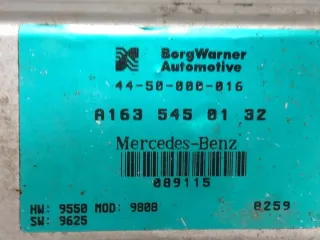 BorgWarner
Automotive
44-50-000-016
A163 545 01 32
Mercedes-Benz
089115
HW: 9550 MOD: 9808 0259
SW: 9625